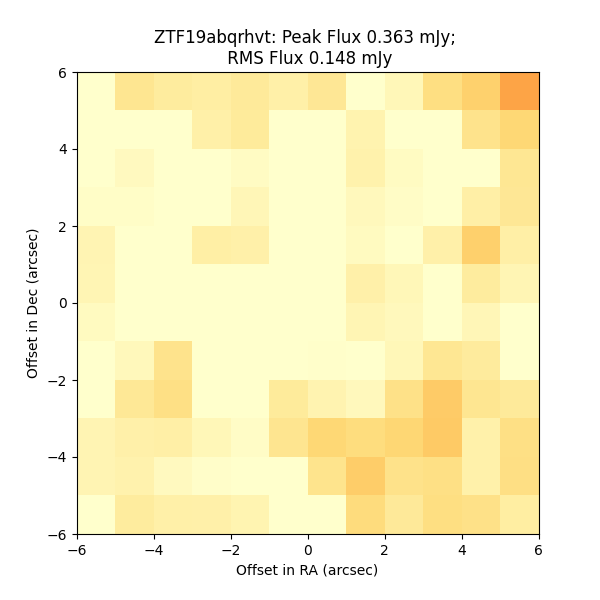 ZTF19abqrhvt: Peak Flux 0.363 mJy;
RMS Flux 0.148 mJy
6
4
2
0
−2
−4
−6
Offset in Dec (arcsec)
−6 −4 −2 0 2 4 6
Offset in RA (arcsec)